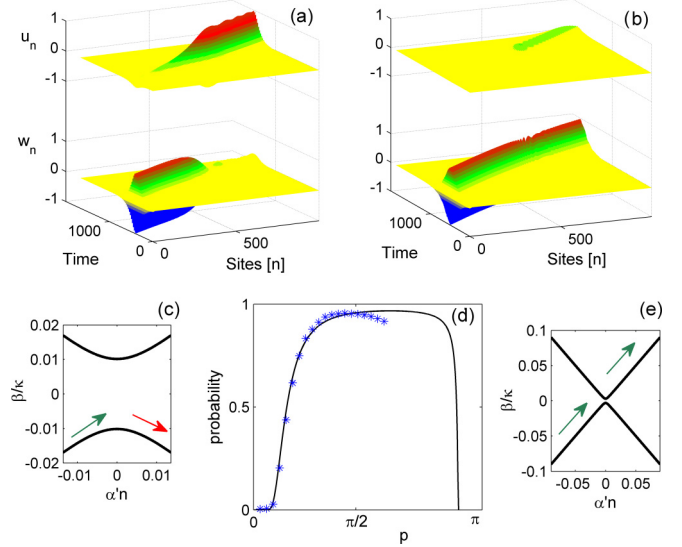 (a)
1
0
-1
u_n
1
0
-1
w_n
1000
0
Time
0
500
Sites [n]
(b)
1
0
-1
1
0
-1
1000
0
Time
0
500
Sites [n]
(c)
0.02
0.01
0
-0.01
-0.02
β/κ
-0.01 0 0.01
α'n
(d)
1
0.5
0
probability
0 π/2 π
p
(e)
0.1
0.05
0
-0.05
-0.1
β/κ
-0.05 0 0.05
α'n